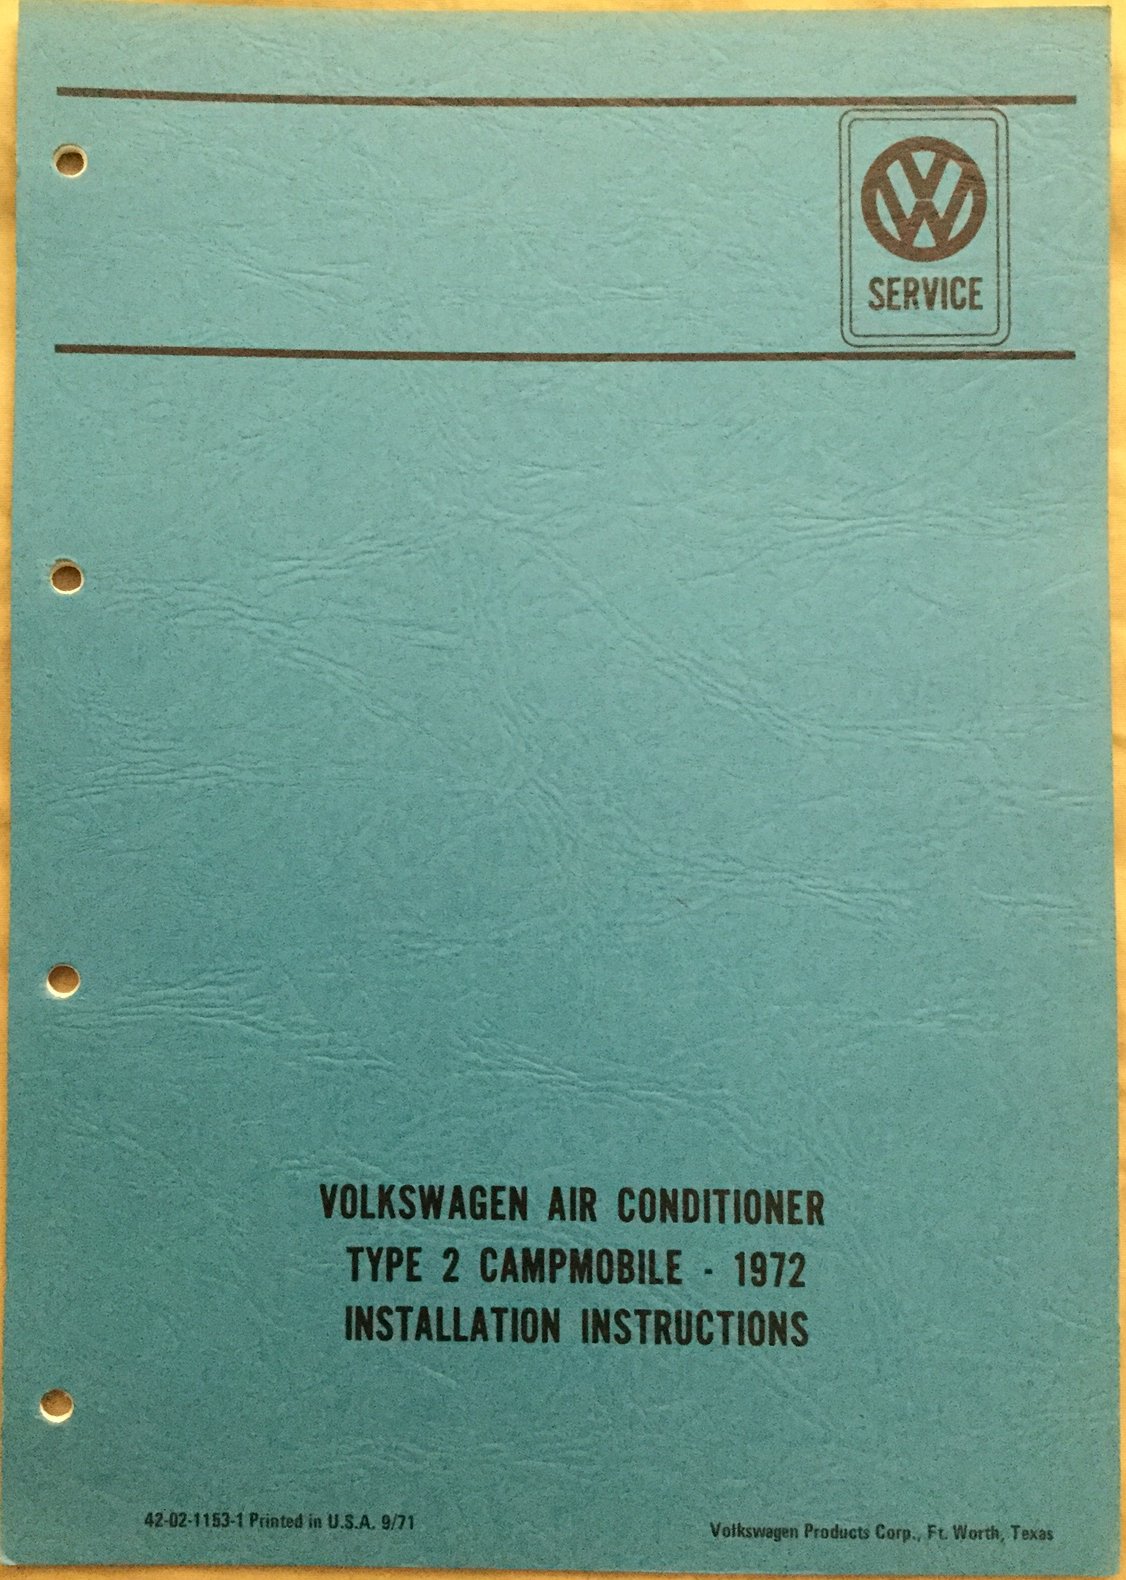 VW
SERVICE
VOLKSWAGEN AIR CONDITIONER
TYPE 2 CAMPMOBILE - 1972
INSTALLATION INSTRUCTIONS
42-02-1153-1 Printed in U.S.A. 9/71
Volkswagen Products Corp., Ft. Worth, Texas